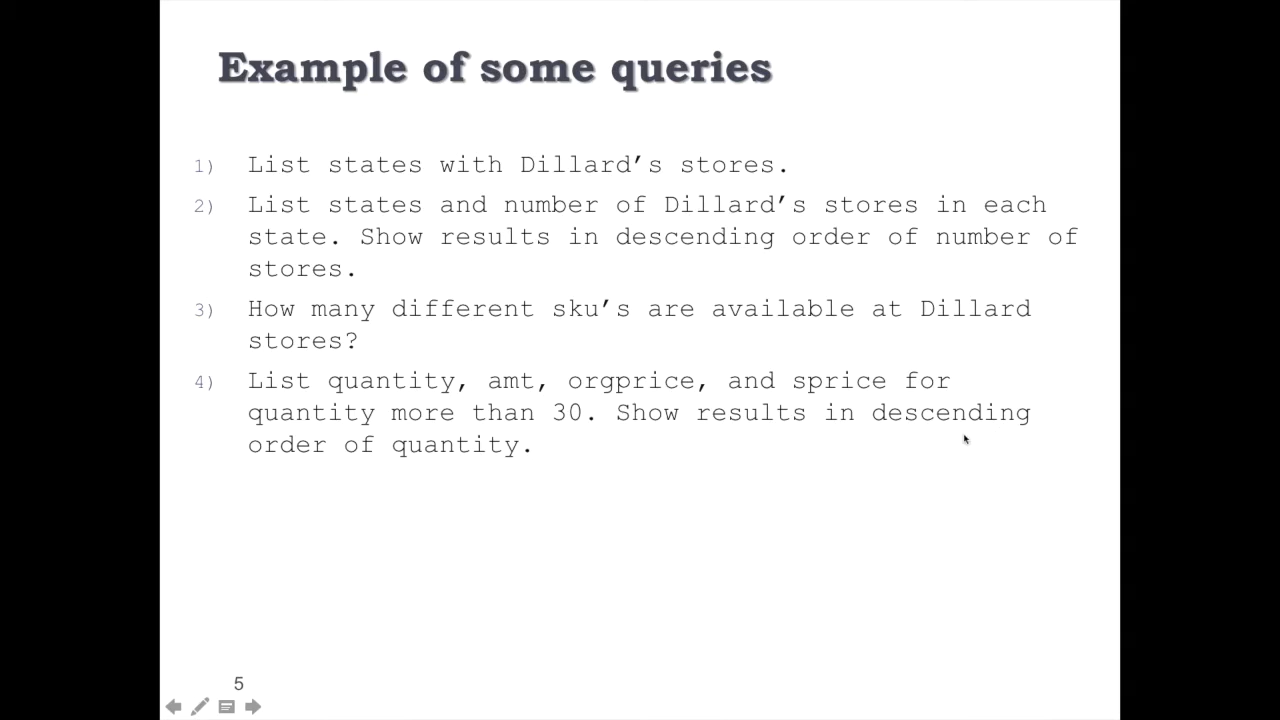 Example of some queries
1) List states with Dillard’s stores.
2) List states and number of Dillard’s stores in each
state. Show results in descending order of number of
stores.
3) How many different sku’s are available at Dillard
stores?
4) List quantity, amt, orgprice, and sprice for
quantity more than 30. Show results in descending
order of quantity.
5